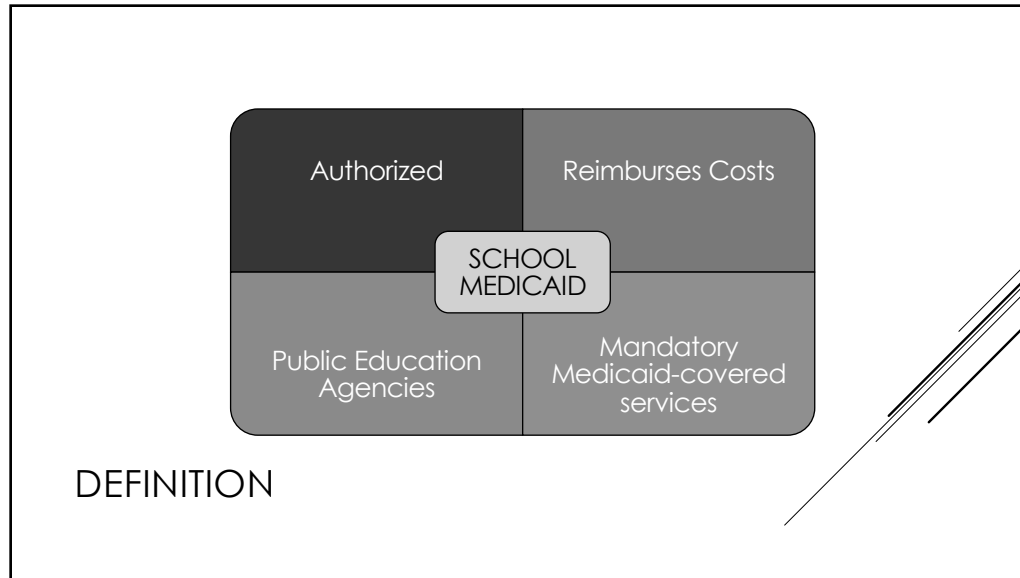 Authorized
Reimburses Costs
SCHOOL
MEDICAID
Public Education
Agencies
Mandatory
Medicaid-covered
services
DEFINITION